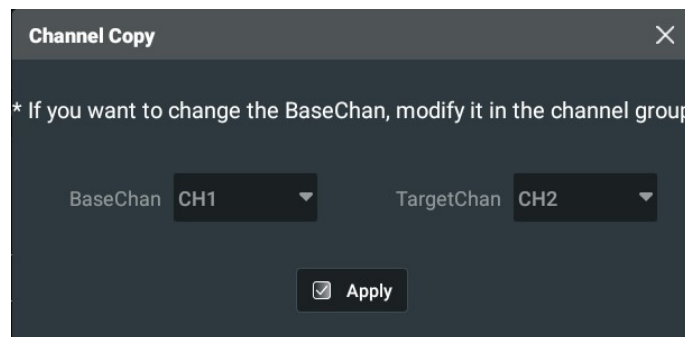 Channel Copy
* If you want to change the BaseChan, modify it in the channel group
BaseChan CH1 TargetChan CH2
Apply